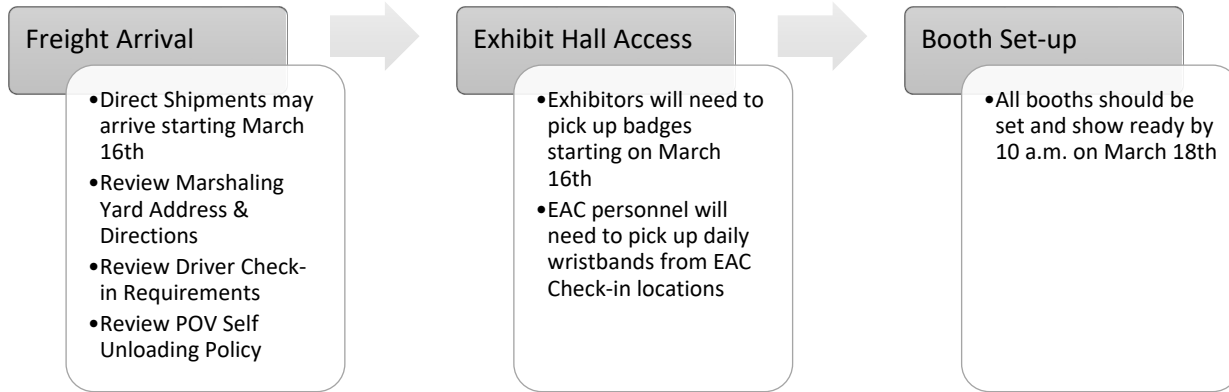 Freight Arrival
•Direct Shipments may
arrive starting March
16th
•Review Marshaling
Yard Address &
Directions
•Review Driver Check-
in Requirements
•Review POV Self
Unloading Policy
Exhibit Hall Access
•Exhibitors will need to
pick up badges
starting on March
16th
•EAC personnel will
need to pick up daily
wristbands from EAC
Check-in locations
Booth Set-up
•All booths should be
set and show ready by
10 a.m. on March 18th